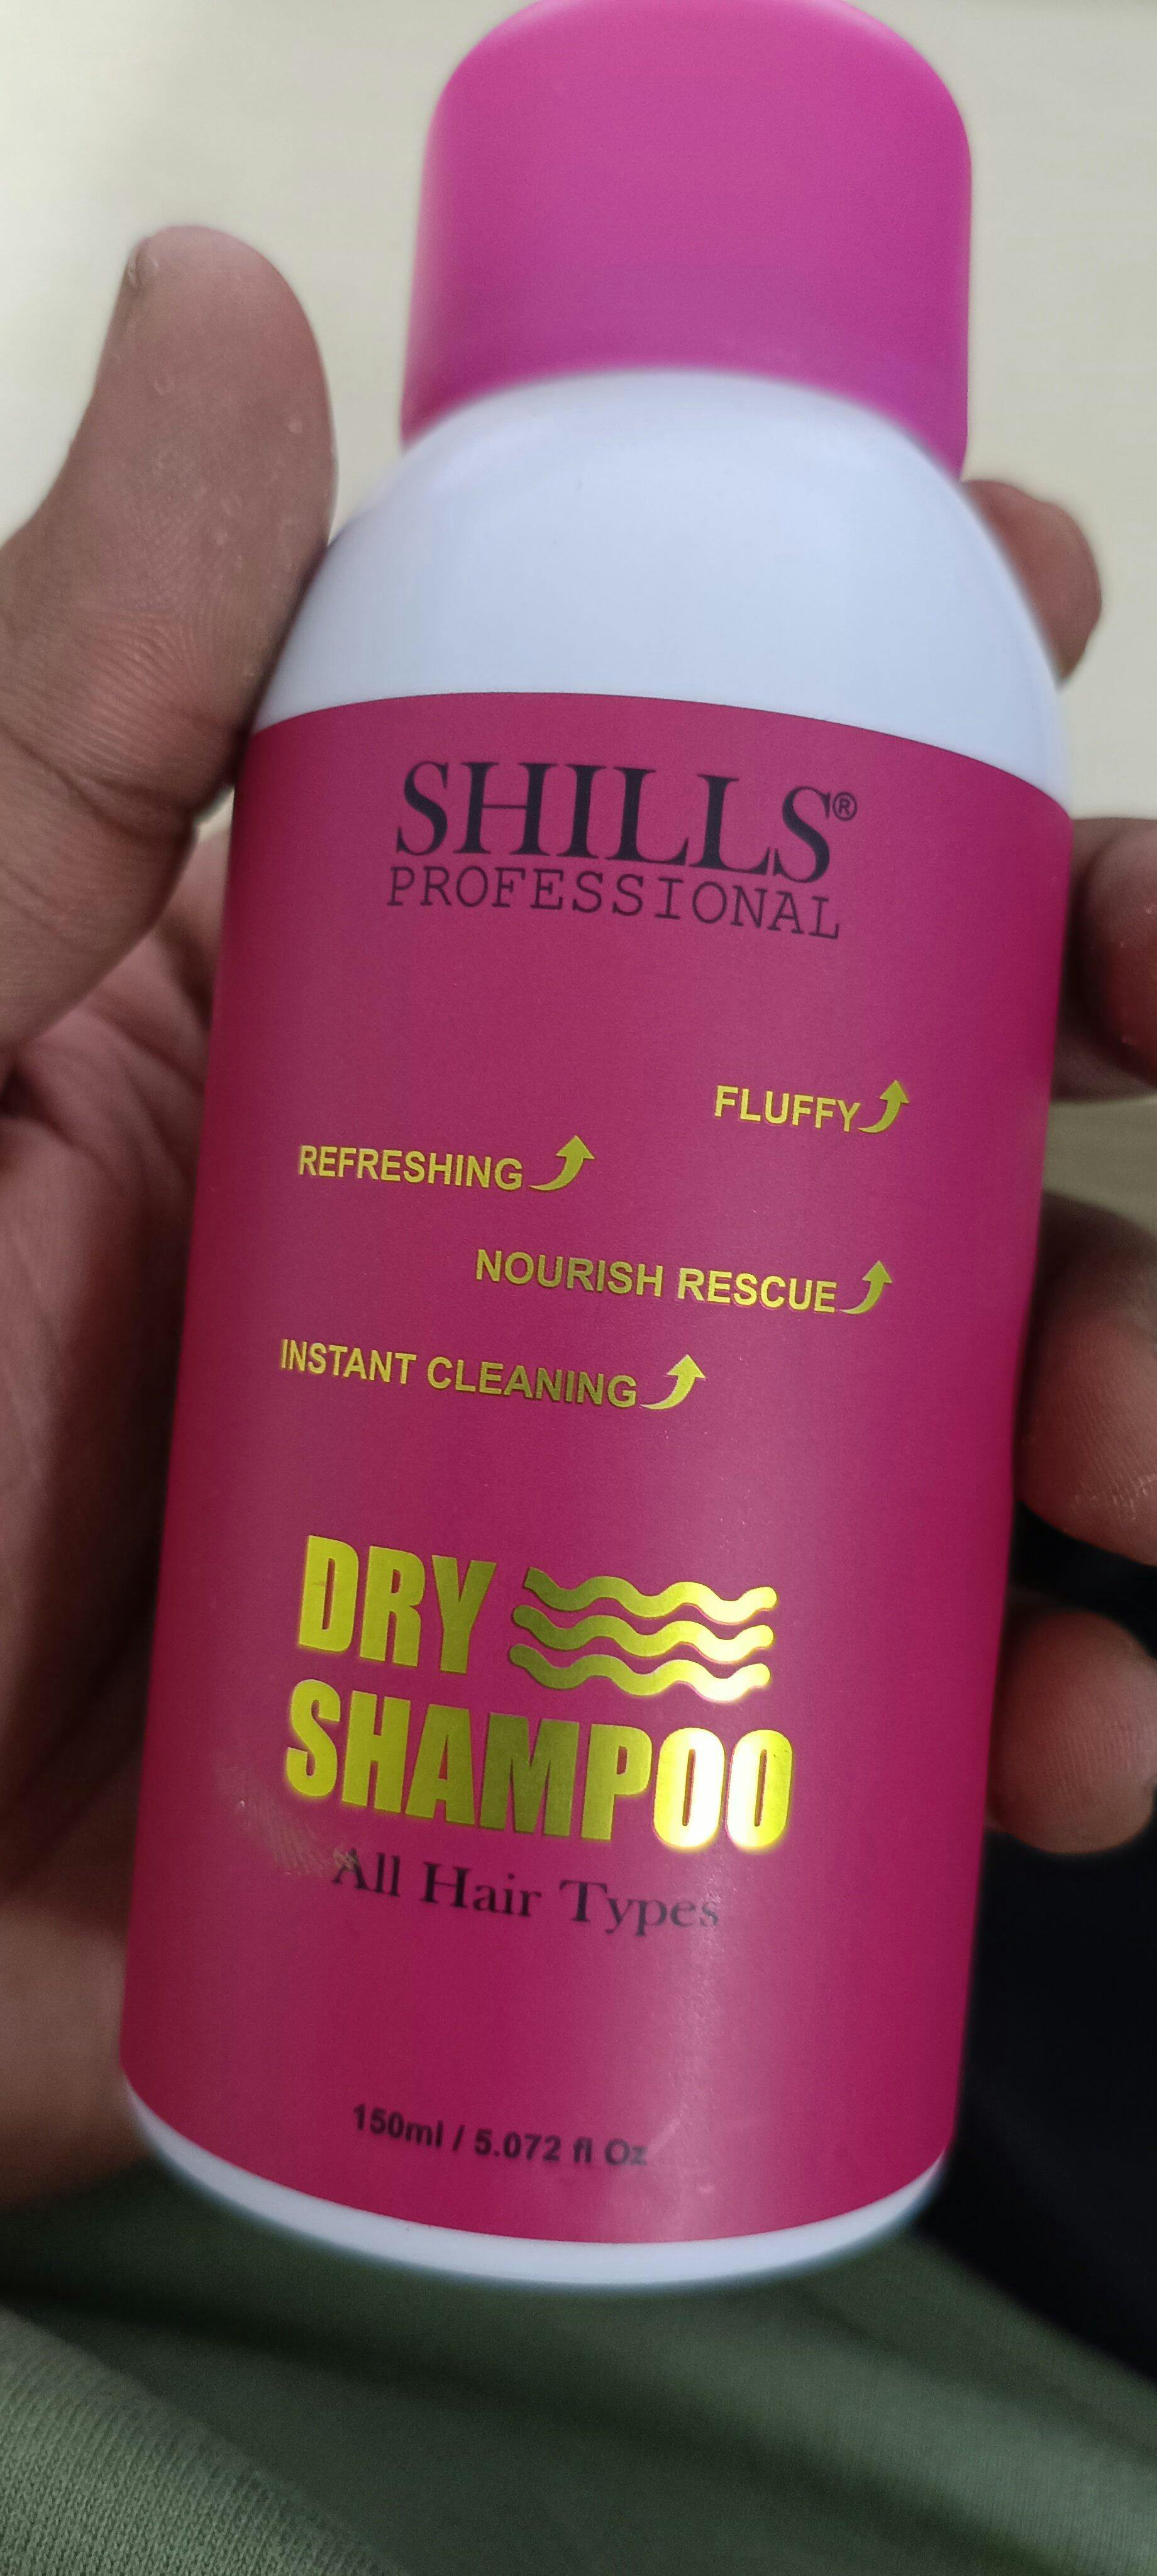 SHILLS®
PROFESSIONAL
FLUFFY
REFRESHING
NOURISH RESCUE
INSTANT CLEANING
DRY
SHAMPOO
All Hair Types
150ml / 5.072 fl Oz